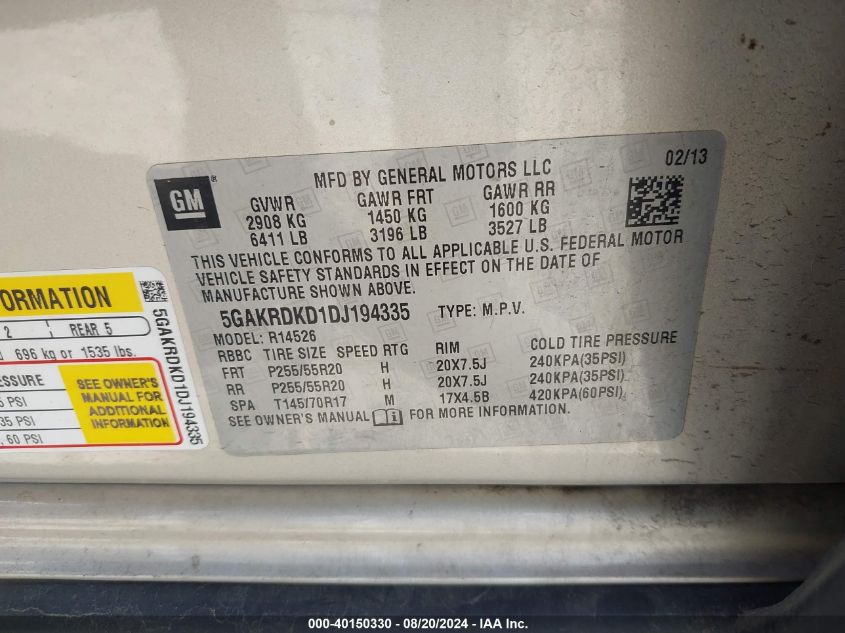 MFD BY GENERAL MOTORS LLC 02/13
GM®
GVWR GAWR FRT GAWR RR
2908 KG 1450 KG 1600 KG
6411 LB 3196 LB 3527 LB
THIS VEHICLE CONFORMS TO ALL APPLICABLE U.S. FEDERAL MOTOR
VEHICLE SAFETY STANDARDS IN EFFECT ON THE DATE OF
MANUFACTURE SHOWN ABOVE.
5GAKRDKD1DJ194335 TYPE: M.P.V.
MODEL: R14526
RBBC TIRE SIZE SPEED RTG RIM COLD TIRE PRESSURE
FRT P255/55R20 H 20X7.5J 240KPA(35PSI)
RR P255/55R20 H 20X7.5J 240KPA(35PSI)
SPA T145/70R17 M 17X4.5B 420KPA(60PSI)
SEE OWNER'S MANUAL FOR MORE INFORMATION.
FORMATION
2 REAR 5
696 kg or 1535 lbs.
PSI
35 PSI
, 60 PSI
SEE OWNER'S
MANUAL FOR
ADDITIONAL
INFORMATION
5GAKRDKD1DJ194335
000-40150330 - 08/20/2024 - IAA Inc.